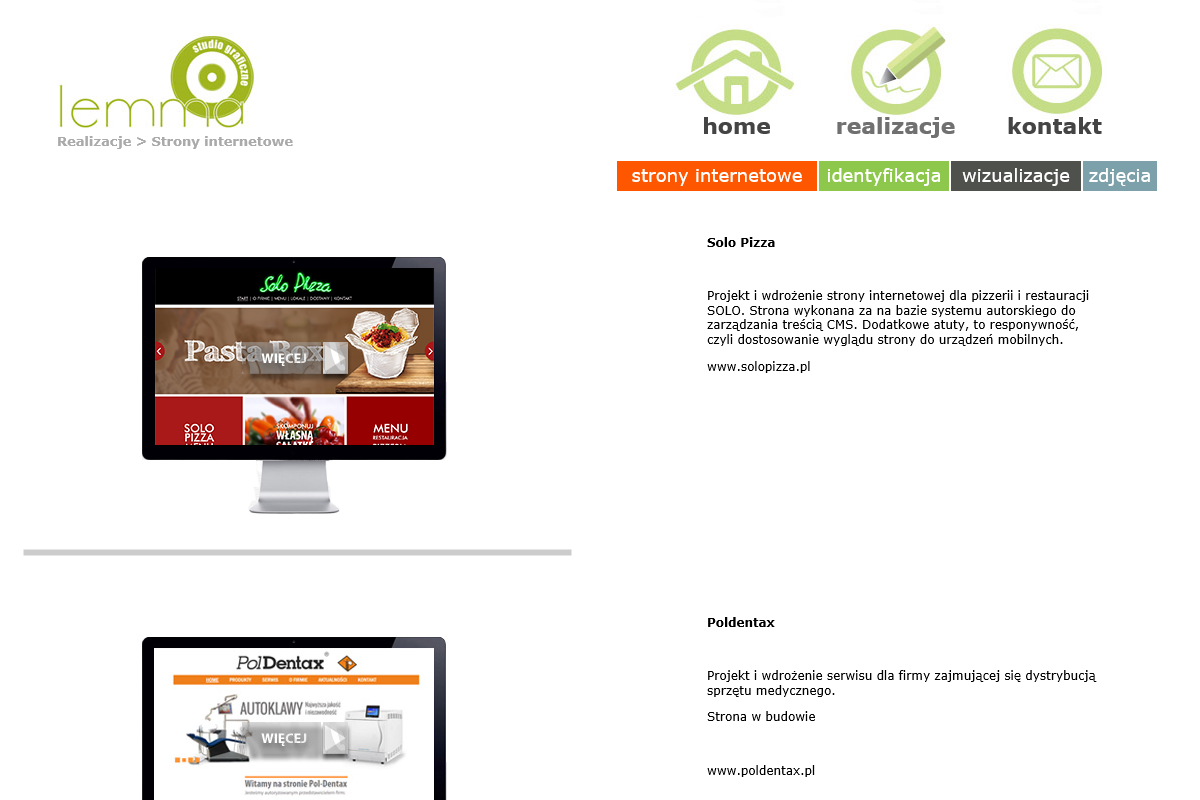 studio graficzne
lemma
Realizacje > Strony internetowe
home
realizacje
kontakt
strony internetowe
identyfikacja
wizualizacje
zdjęcia
Solo Pizza
START | O FIRMIE | MENU | LOKALE | DOSTAWY | KONTAKT
Pasta Box
WIĘCEJ
SOLO
PIZZA
MENU
SKOMPONUJ
WŁASNĄ
SAŁATKĘ
MENU
RESTAURACJA
Solo Pizza
Projekt i wdrożenie strony internetowej dla pizzerii i restauracji
SOLO. Strona wykonana za na bazie systemu autorskiego do
zarządzania treścią CMS. Dodatkowe atuty, to responywność,
czyli dostosowanie wyglądu strony do urządzeń mobilnych.
www.solopizza.pl
PolDentax
HOME PRODUKTY SERWIS O FIRMIE AKTUALNOŚCI KONTAKT
AUTOKLAWY Najwyższa jakość
i niezawodność
WIĘCEJ
Witamy na stronie Pol-Dentax
Jesteśmy autoryzowanym przedstawicielem firm
Poldentax
Projekt i wdrożenie serwisu dla firmy zajmującej się dystrybucją
sprzętu medycznego.
Strona w budowie
www.poldentax.pl